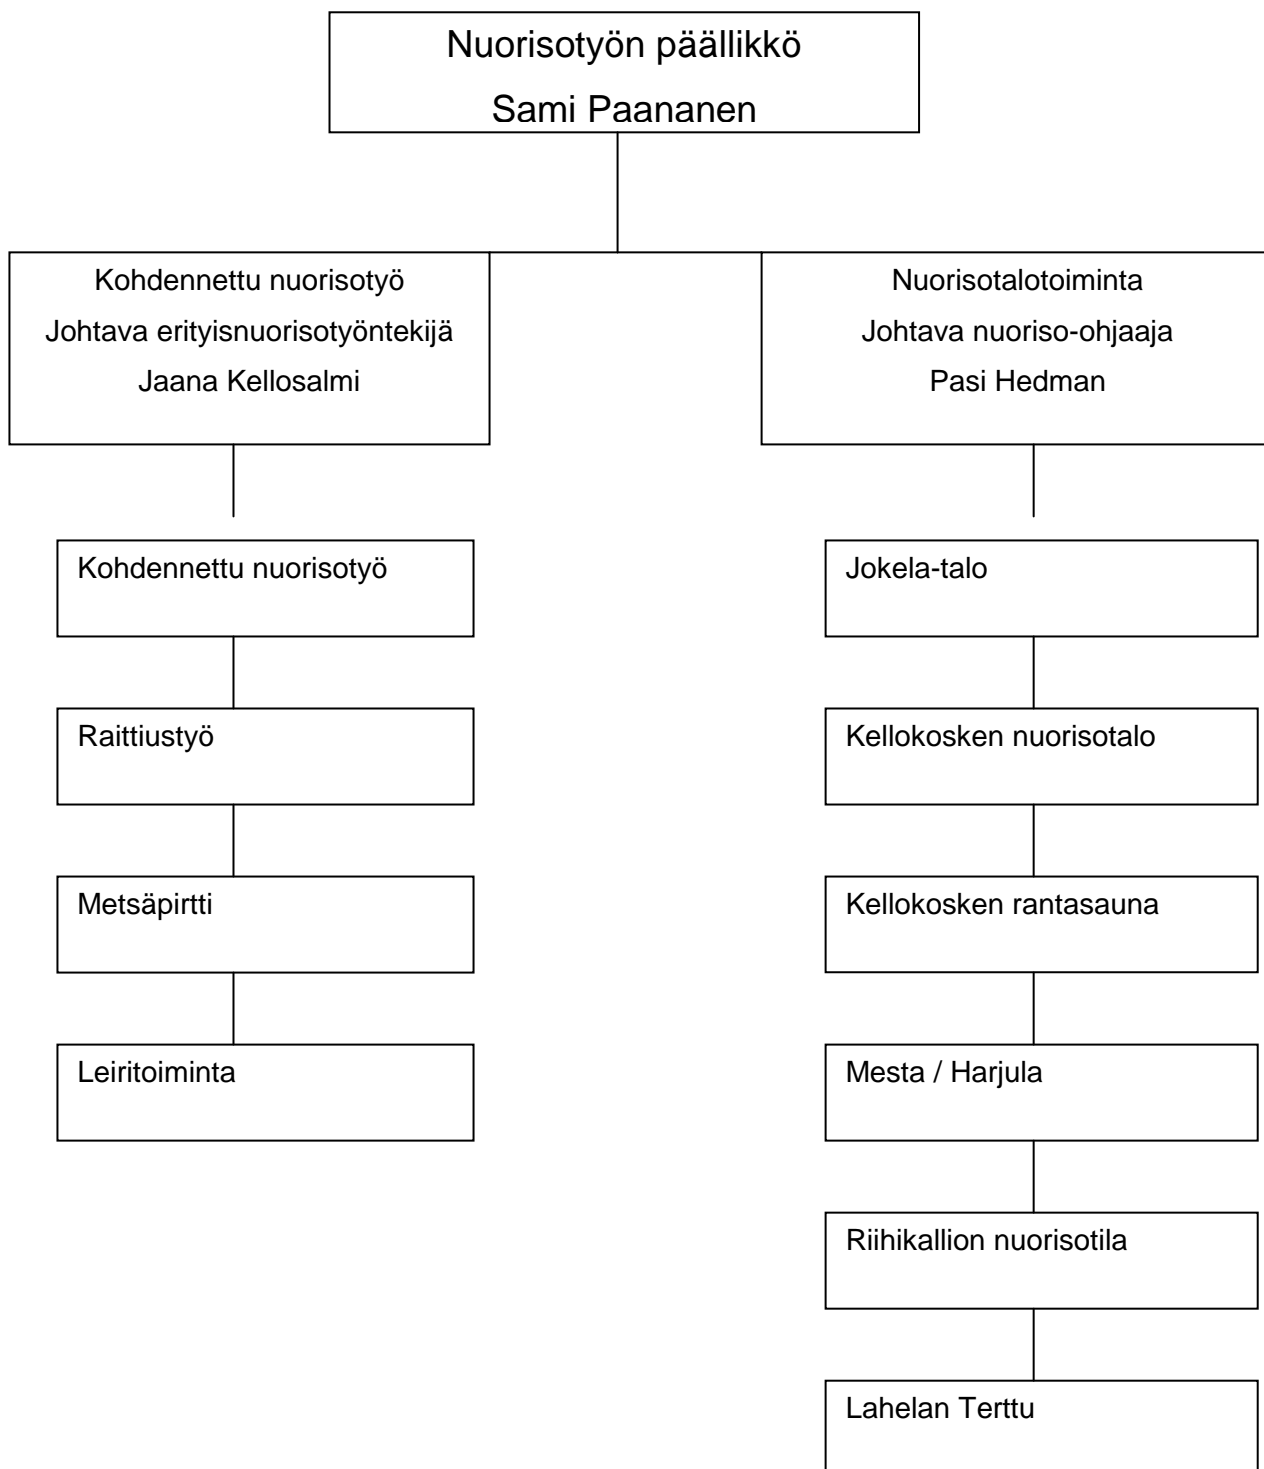 Nuorisotyön päällikkö
Sami Paananen
Kohdennettu nuorisotyö
Johtava erityisnuorisotyöntekijä
Jaana Kellosalmi
Nuorisotalotoiminta
Johtava nuoriso-ohjaaja
Pasi Hedman
Kohdennettu nuorisotyö
Raittiustyö
Metsäpirtti
Leiritoiminta
Jokela-talo
Kellokosken nuorisotalo
Kellokosken rantasauna
Mesta / Harjula
Riihikallion nuorisotila
Lahelan Terttu